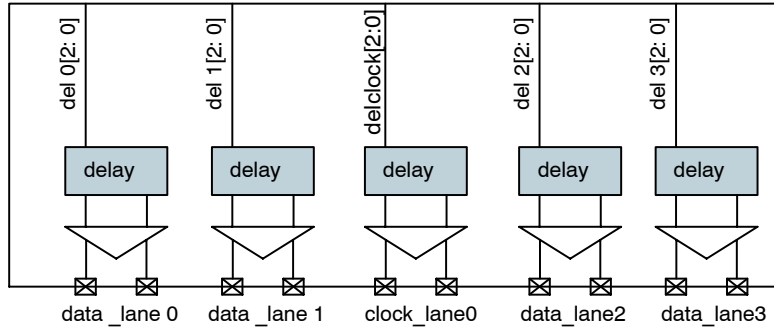 del 0[2: 0]
del 1[2: 0]
delclock[2:0]
del 2[2: 0]
del 3[2: 0]
delay
delay
delay
delay
delay
data _lane 0
data _lane 1
clock_lane0
data_lane2
data_lane3